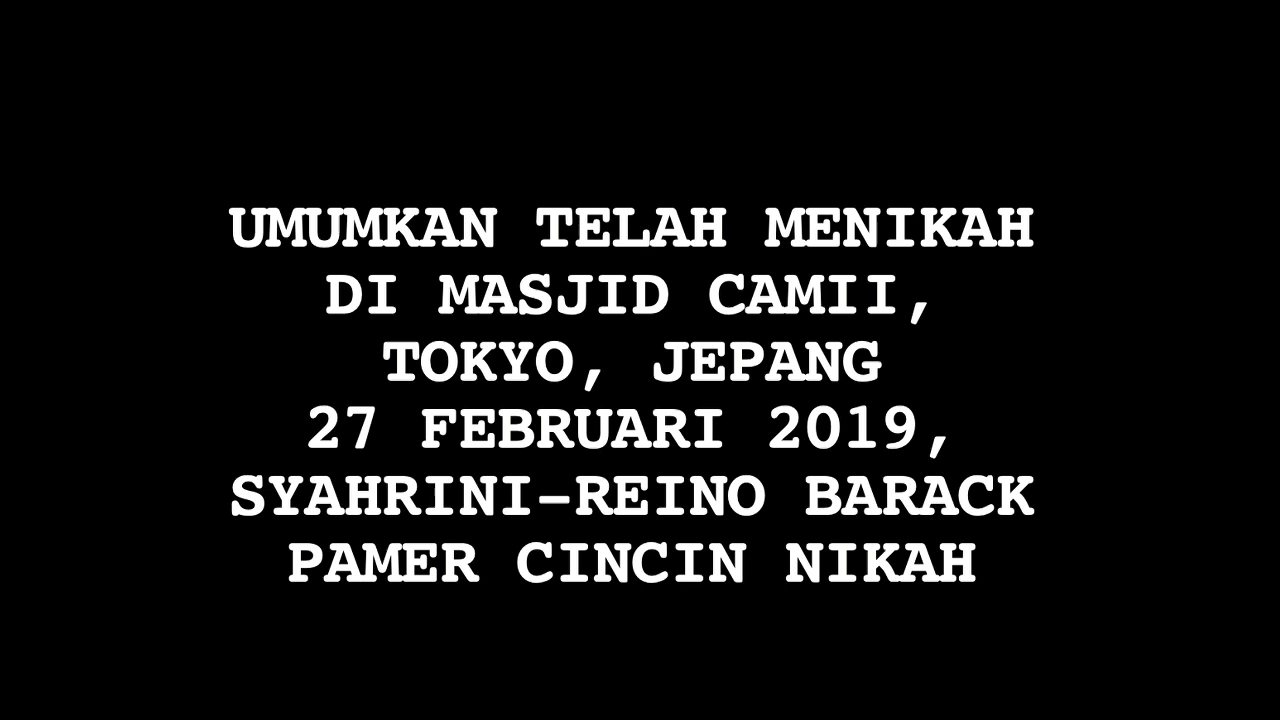 UMUMKAN TELAH MENIKAH
DI MASJID CAMII,
TOKYO, JEPANG
27 FEBRUARI 2019,
SYAHRINI-REINO BARACK
PAMER CINCIN NIKAH